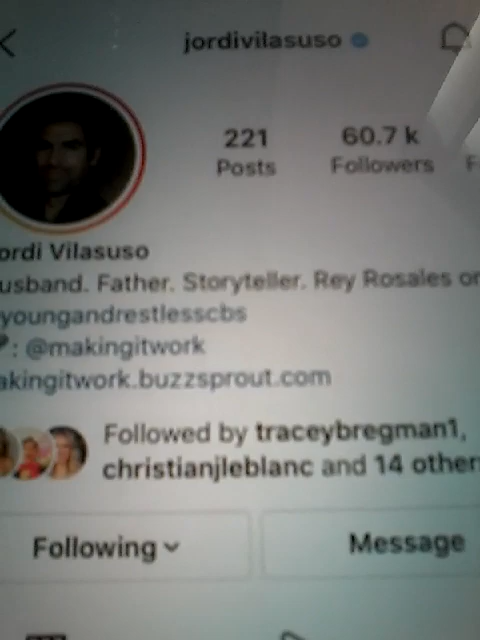 jordivilasuso
221
60.7 k
Posts
Followers
F
ordi Vilasuso
usband. Father. Storyteller. Rey Rosales or
youngandrestlesscbs
: @makingitwork
akingitwork.buzzsprout.com
Followed by traceybregman1,
christianjleblanc and 14 other
Following
Message